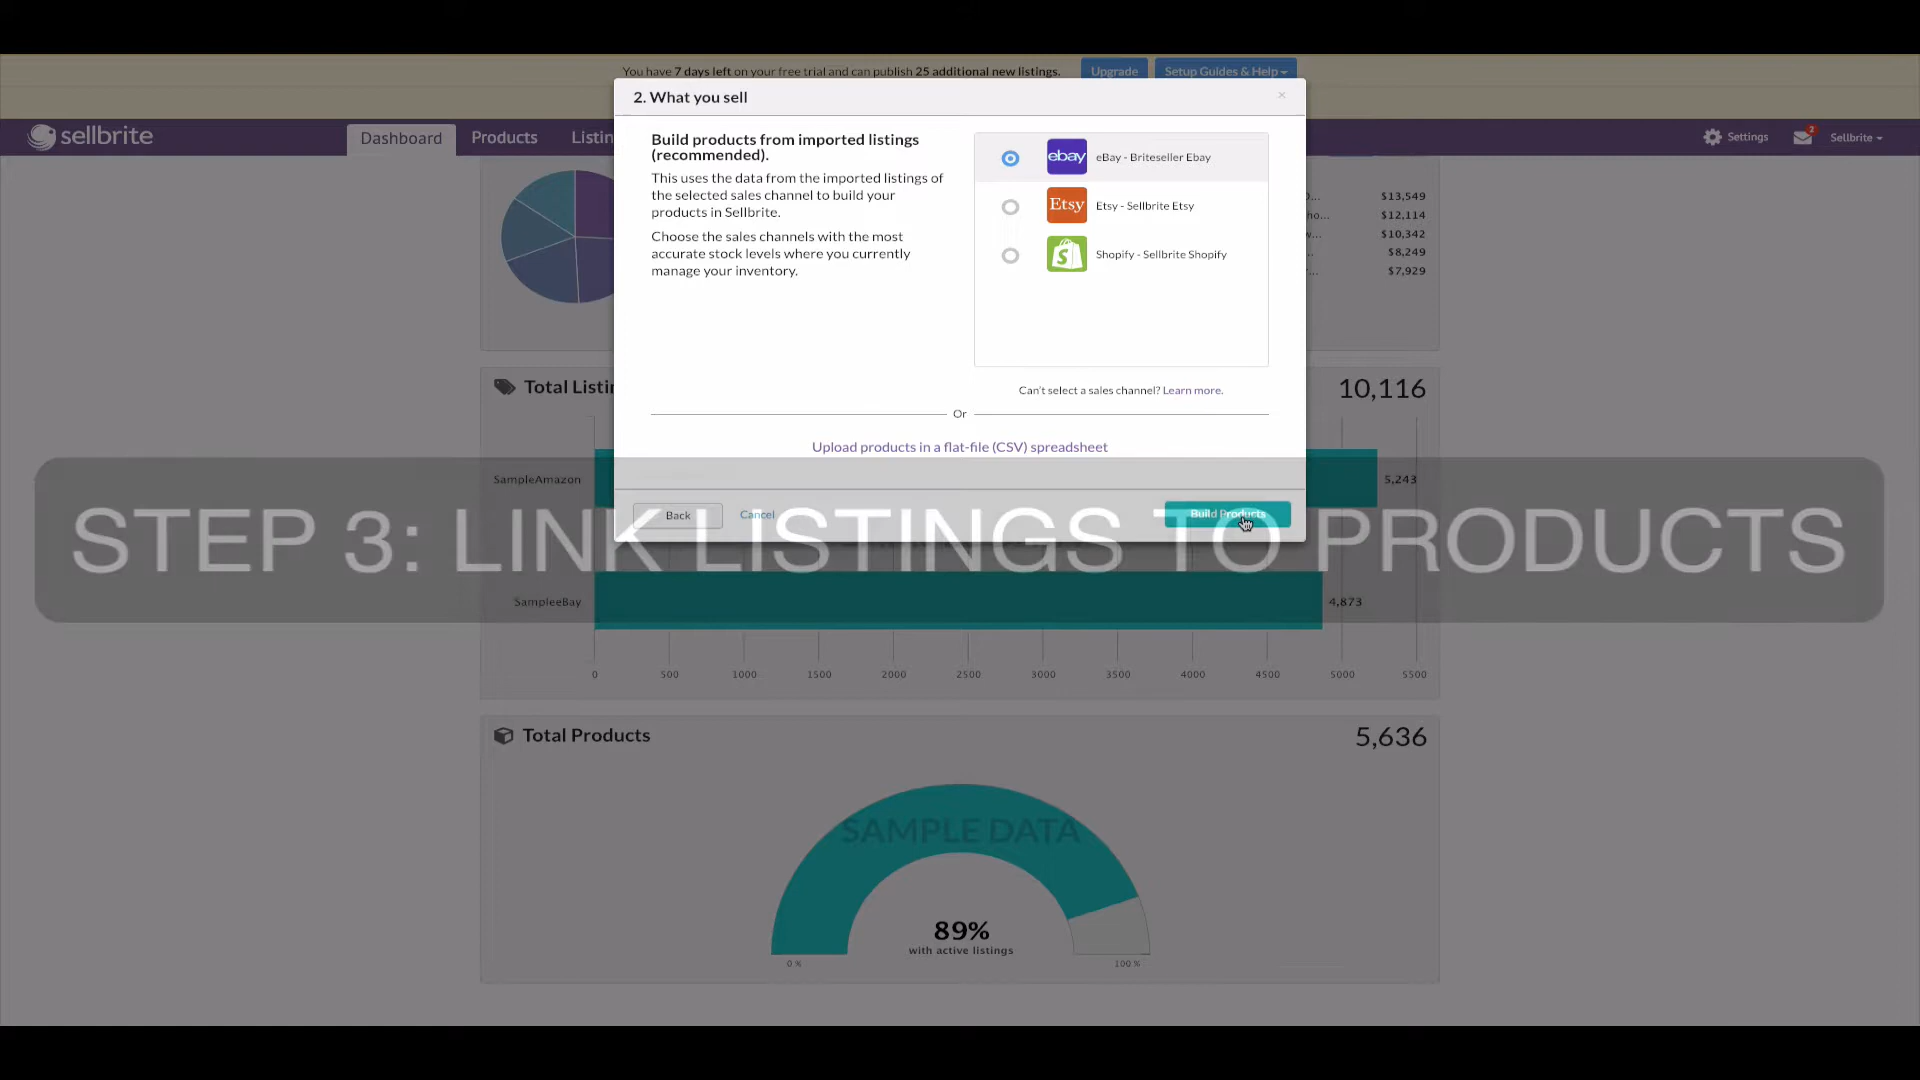 You have 7 days left on your free trial and can publish 25 additional new listings.
Upgrade
Setup Guides & Help
2. What you sell
×
sellbrite
Dashboard
Products
Listin
Settings
2
Sellbrite
Build products from imported listings
(recommended).
This uses the data from the imported listings of
the selected sales channel to build your
products in Sellbrite.
Choose the sales channels with the most
accurate stock levels where you currently
manage your inventory.
ebay
eBay - Briteseller Ebay
Etsy
Etsy - Sellbrite Etsy
Shopify - Sellbrite Shopify
Can't select a sales channel? Learn more.
Or
Upload products in a flat-file (CSV) spreadsheet
Back
Cancel
Build Products
$13,549
$12,114
$10,342
$8,249
$7,929
Total Listin
10,116
SampleAmazon
5,243
STEP 3: LINK LISTINGS TO PRODUCTS
SampleeBay
4,873
0
500
1000
1500
2000
2500
3000
3500
4000
4500
5000
5500
Total Products
5,636
SAMPLE DATA
89%
with active listings
0 %
100 %